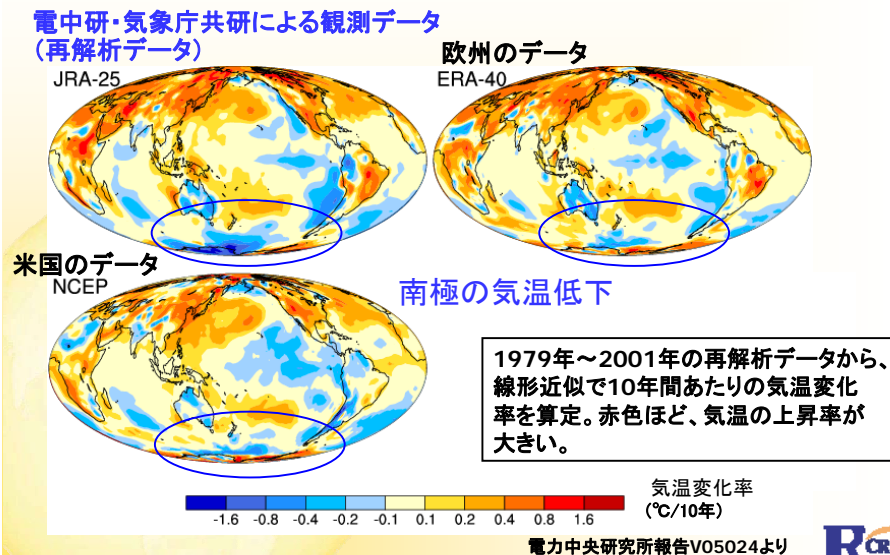 電中研・気象庁共研による観測データ
(再解析データ)
欧州のデータ
JRA-25
ERA-40
米国のデータ
NCEP
南極の気温低下
1979年~2001年の再解析データから、
線形近似で10年間あたりの気温変化
率を算定。赤色ほど、気温の上昇率が
大きい。
-1.6 -0.8 -0.4 -0.2 -0.1 0.1 0.2 0.4 0.8 1.6
気温変化率
(℃/10年)
電力中央研究所報告V05024より